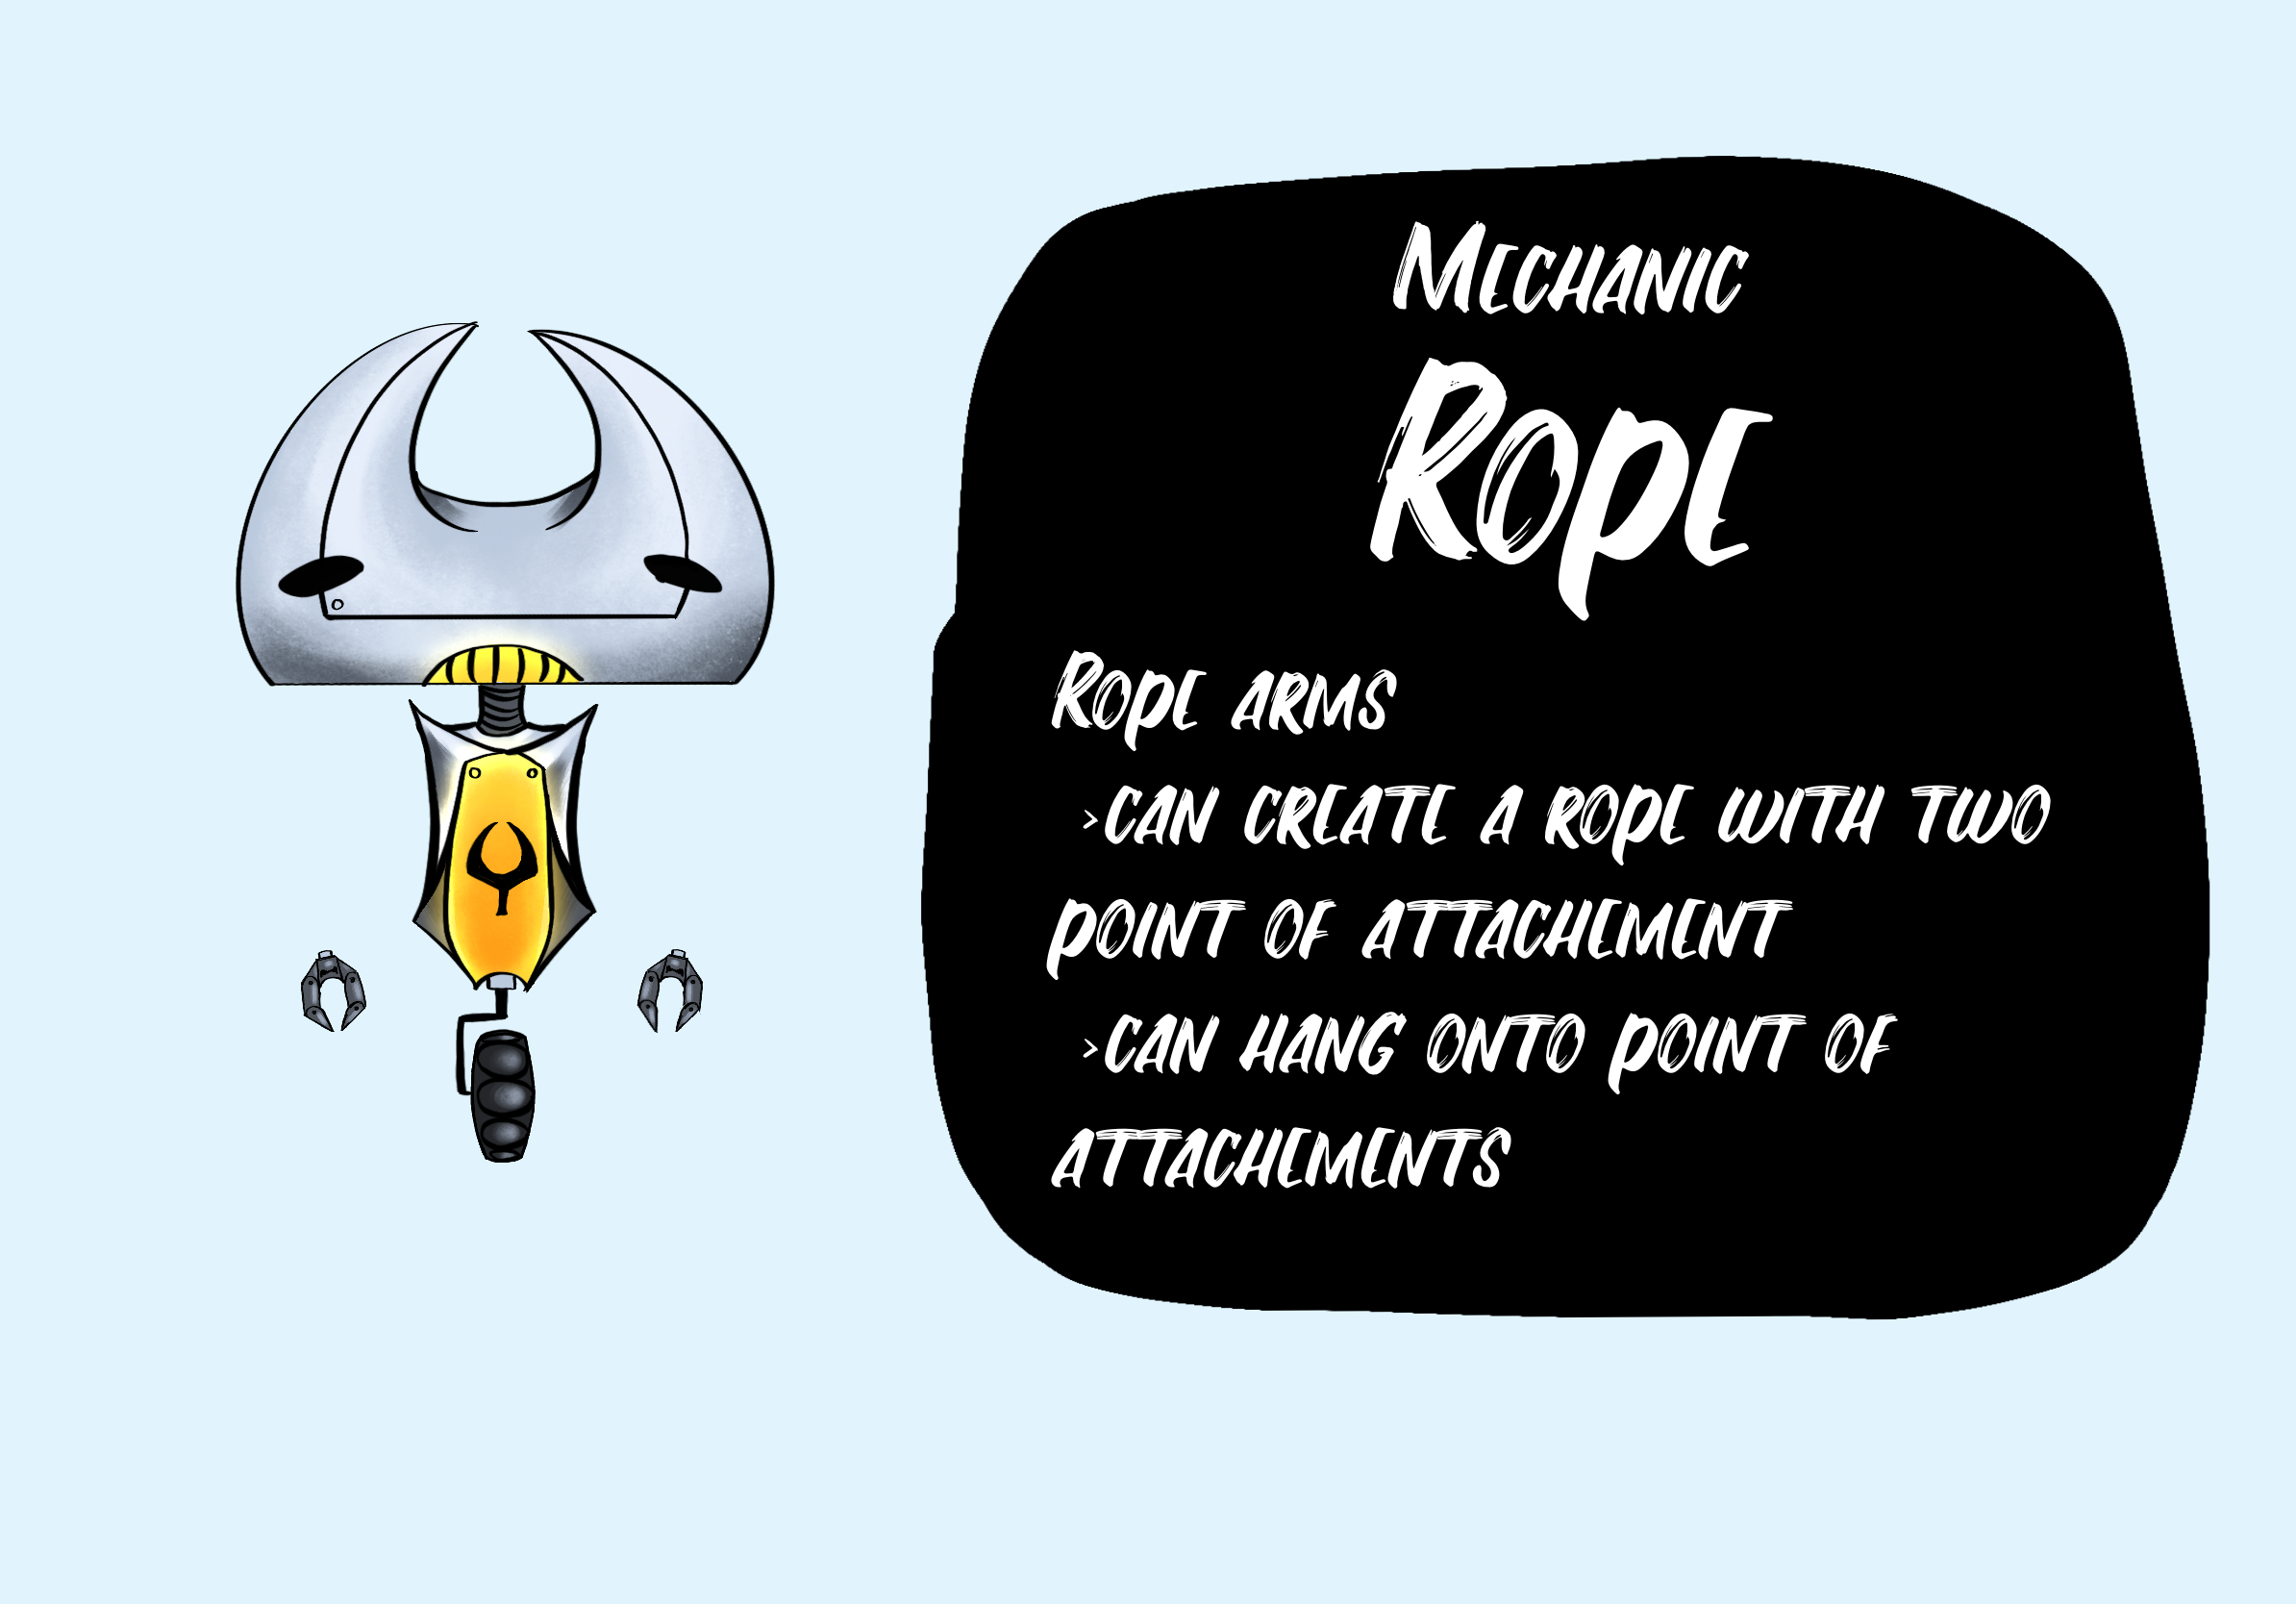 Mechanic
Rope
Rope arms
>can create a rope with two
point of attachement
>can hang onto point of
attachements